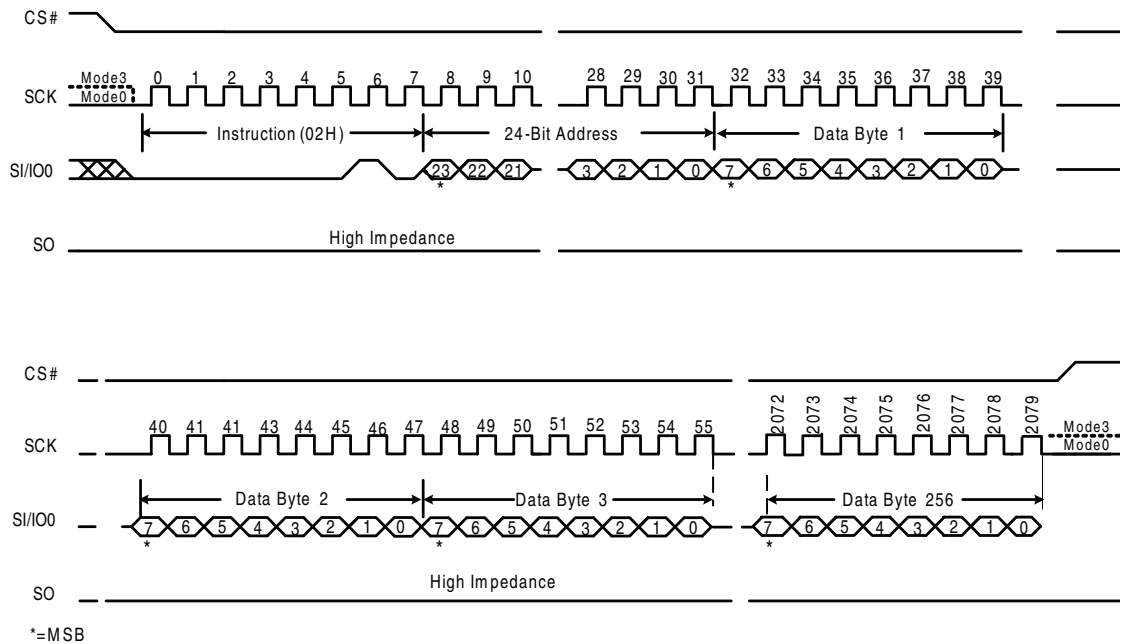 CS#
Mode3 0 1 2 3 4 5 6 7 8 9 10 28 29 30 31 32 33 34 35 36 37 38 39
SCK Mode0
Instruction (02H) 24-Bit Address Data Byte 1
SI/IO0 23 22 21 3 2 1 0 7 6 5 4 3 2 1 0
* *
High Impedance
SO
CS#
40 41 41 43 44 45 46 47 48 49 50 51 52 53 54 55 2072 2073 2074 2075 2076 2077 2078 2079
SCK Mode3
Mode0
Data Byte 2 Data Byte 3 Data Byte 256
SI/IO0 7 6 5 4 3 2 1 0 7 6 5 4 3 2 1 0 7 6 5 4 3 2 1 0
* * *
High Impedance
SO
*=MSB